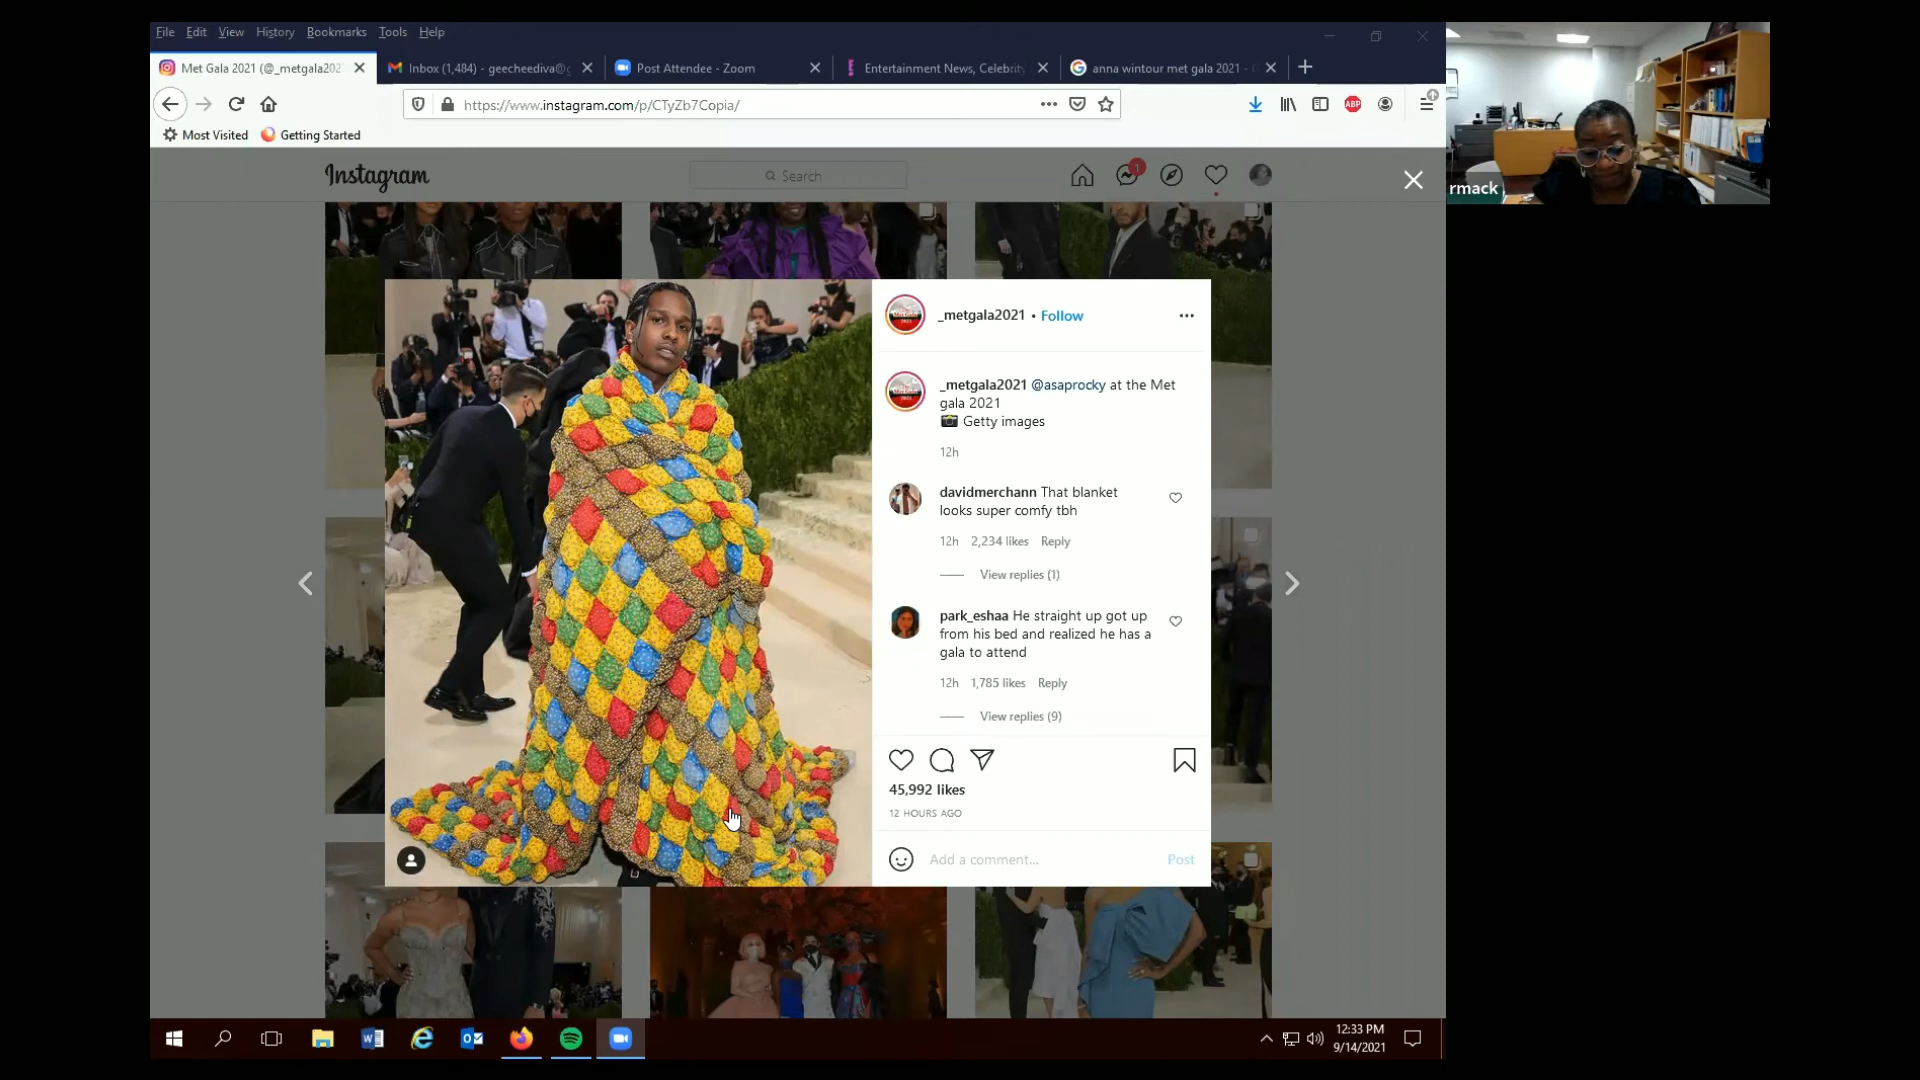 File Edit View History Bookmarks Tools Help
Met Gala 2021 (@_metgala202
Inbox (1,484) - geecheediva@g
Post Attendee - Zoom
Entertainment News, Celebrity
anna wintour met gala 2021 -
https://www.instagram.com/p/CTyZb7Copia/
ABP
Most Visited Getting Started
Instagram
Search
1
rmack
_metgala2021 • Follow
_metgala2021 @asaprocky at the Met
gala 2021
Getty images
12h
davidmerchann That blanket
looks super comfy tbh
12h 2,234 likes Reply
View replies (1)
park_eshaa He straight up got up
from his bed and realized he has a
gala to attend
12h 1,785 likes Reply
View replies (9)
45,992 likes
12 HOURS AGO
Add a comment... Post
12:33 PM
9/14/2021